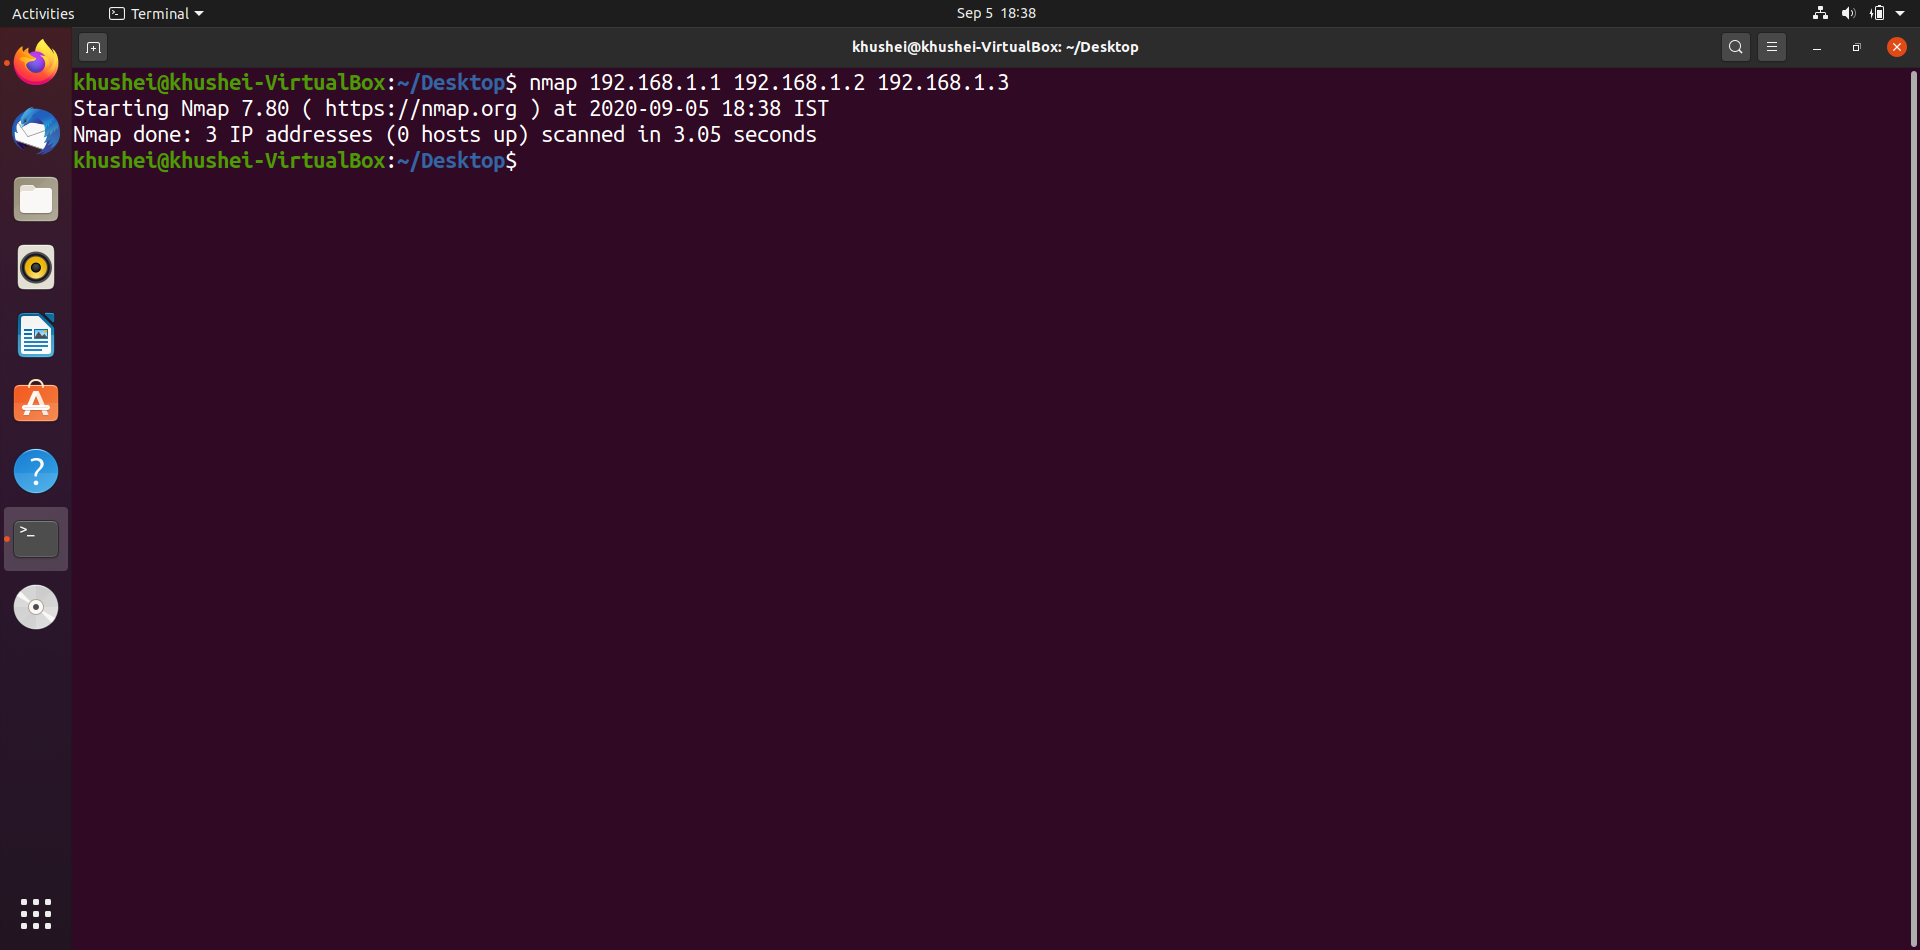 Activities Terminal Sep 5 18:38
khushei@khushei-VirtualBox: ~/Desktop
khushei@khushei-VirtualBox:~/Desktop$ nmap 192.168.1.1 192.168.1.2 192.168.1.3
Starting Nmap 7.80 ( https://nmap.org ) at 2020-09-05 18:38 IST
Nmap done: 3 IP addresses (0 hosts up) scanned in 3.05 seconds
khushei@khushei-VirtualBox:~/Desktop$